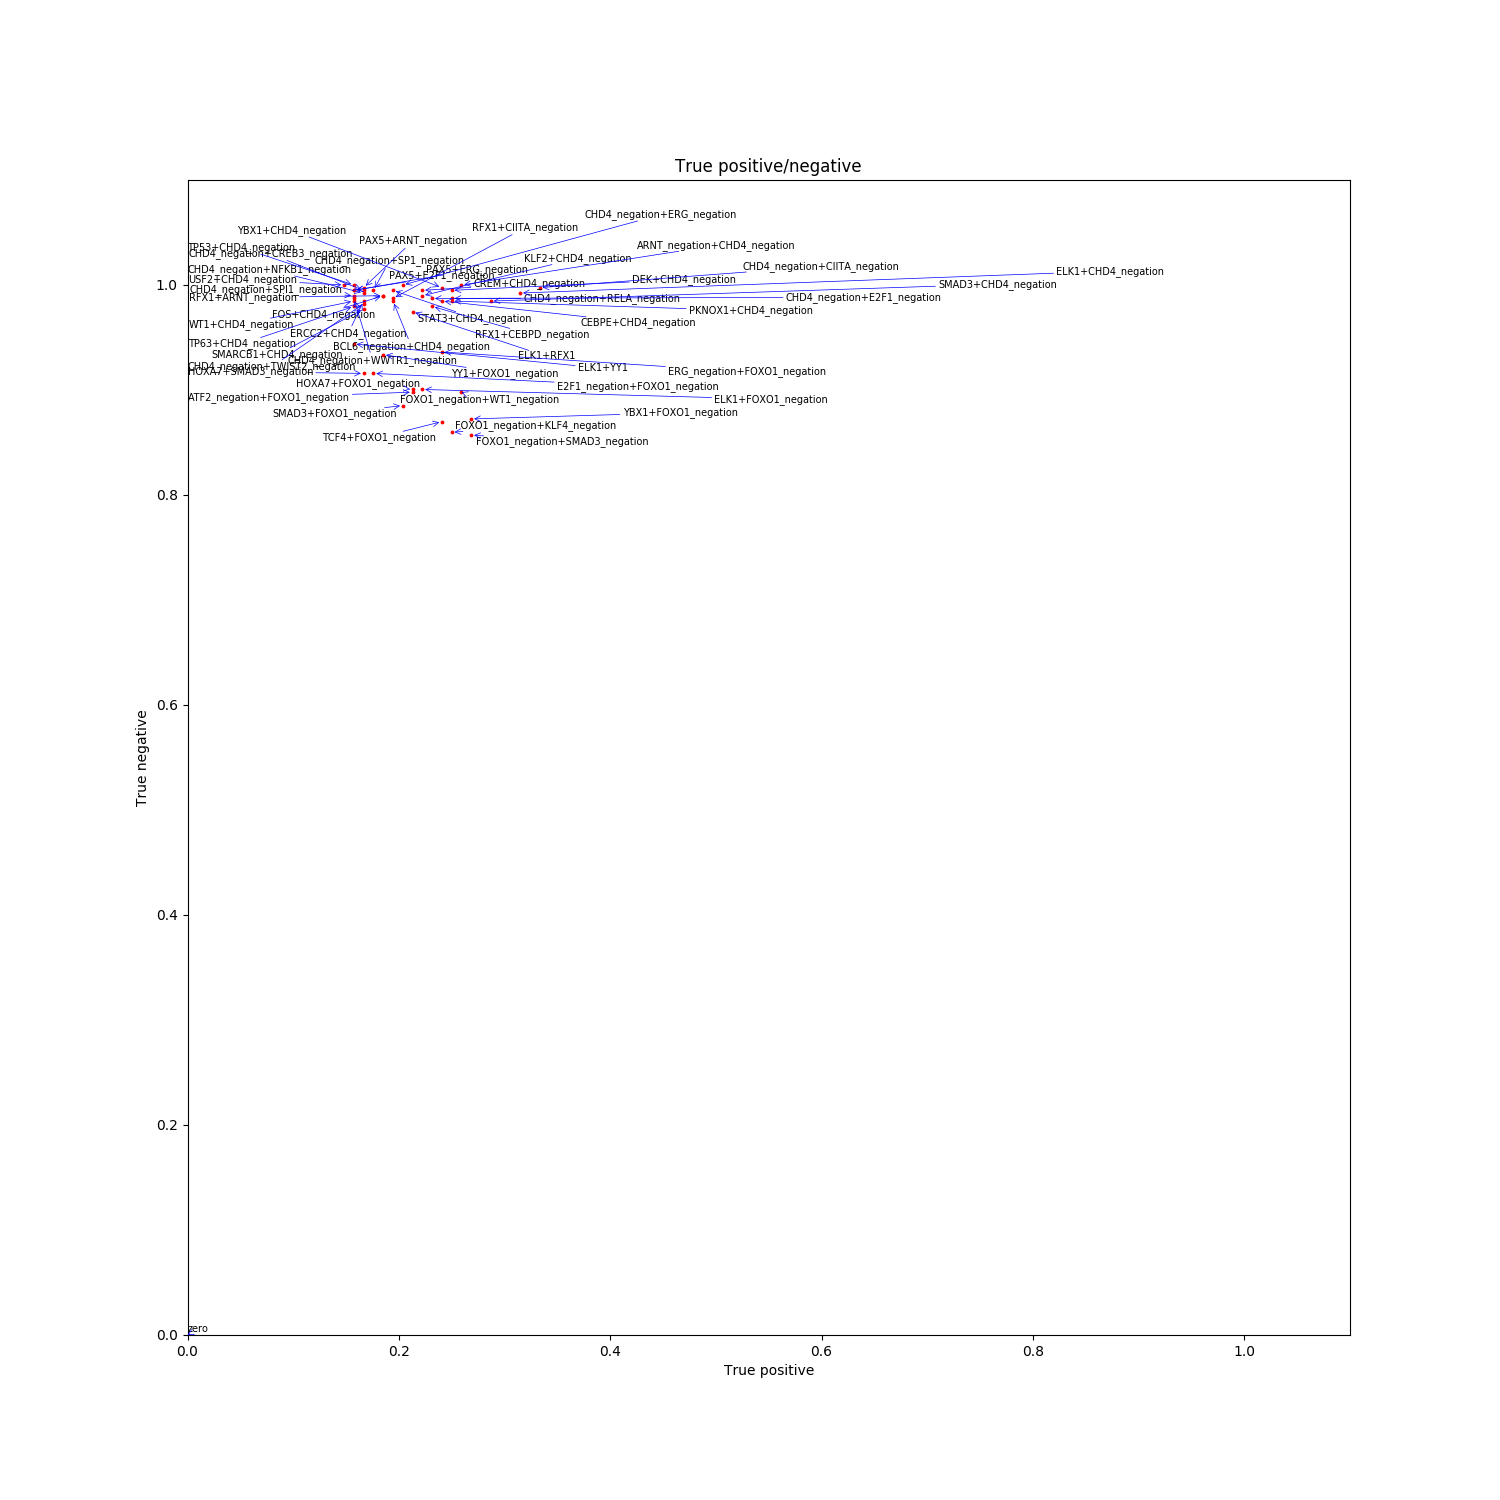 True positive/negative
CHD4_negation+ERG_negation
RFX1+CIITA_negation
YBX1+CHD4_negation
PAX5+ARNT_negation
ARNT_negation+CHD4_negation
TP53+CHD4_negation
CHD4_negation+CREB3_negation
KLF2+CHD4_negation
CHD4_negation+SP1_negation
CHD4_negation+CIITA_negation
CHD4_negation+NFKB1_negation
PAX5+ERG_negation
ELK1+CHD4_negation
PAX5+E2F1_negation
USF2+CHD4_negation
DEK+CHD4_negation
CREM+CHD4_negation
SMAD3+CHD4_negation
CHD4_negation+SPI1_negation
RFX1+ARNT_negation
CHD4_negation+RELA_negation
CHD4_negation+E2F1_negation
PKNOX1+CHD4_negation
FOS+CHD4_negation
STAT3+CHD4_negation
CEBPE+CHD4_negation
WT1+CHD4_negation
ERCC2+CHD4_negation
RFX1+CEBPD_negation
TP63+CHD4_negation
BCL6_negation+CHD4_negation
SMARCB1+CHD4_negation
ELK1+RFX1
CHD4_negation+WWTR1_negation
CHD4_negation+TWIST2_negation
ELK1+YY1
HOXA7+SMAD3_negation
YY1+FOXO1_negation
ERG_negation+FOXO1_negation
HOXA7+FOXO1_negation
E2F1_negation+FOXO1_negation
ATF2_negation+FOXO1_negation
FOXO1_negation+WT1_negation
ELK1+FOXO1_negation
SMAD3+FOXO1_negation
YBX1+FOXO1_negation
FOXO1_negation+KLF4_negation
TCF4+FOXO1_negation
FOXO1_negation+SMAD3_negation
1.0
0.8
0.6
0.4
0.2
0.0
True negative
zero
0.0
0.2
0.4
0.6
0.8
1.0
True positive